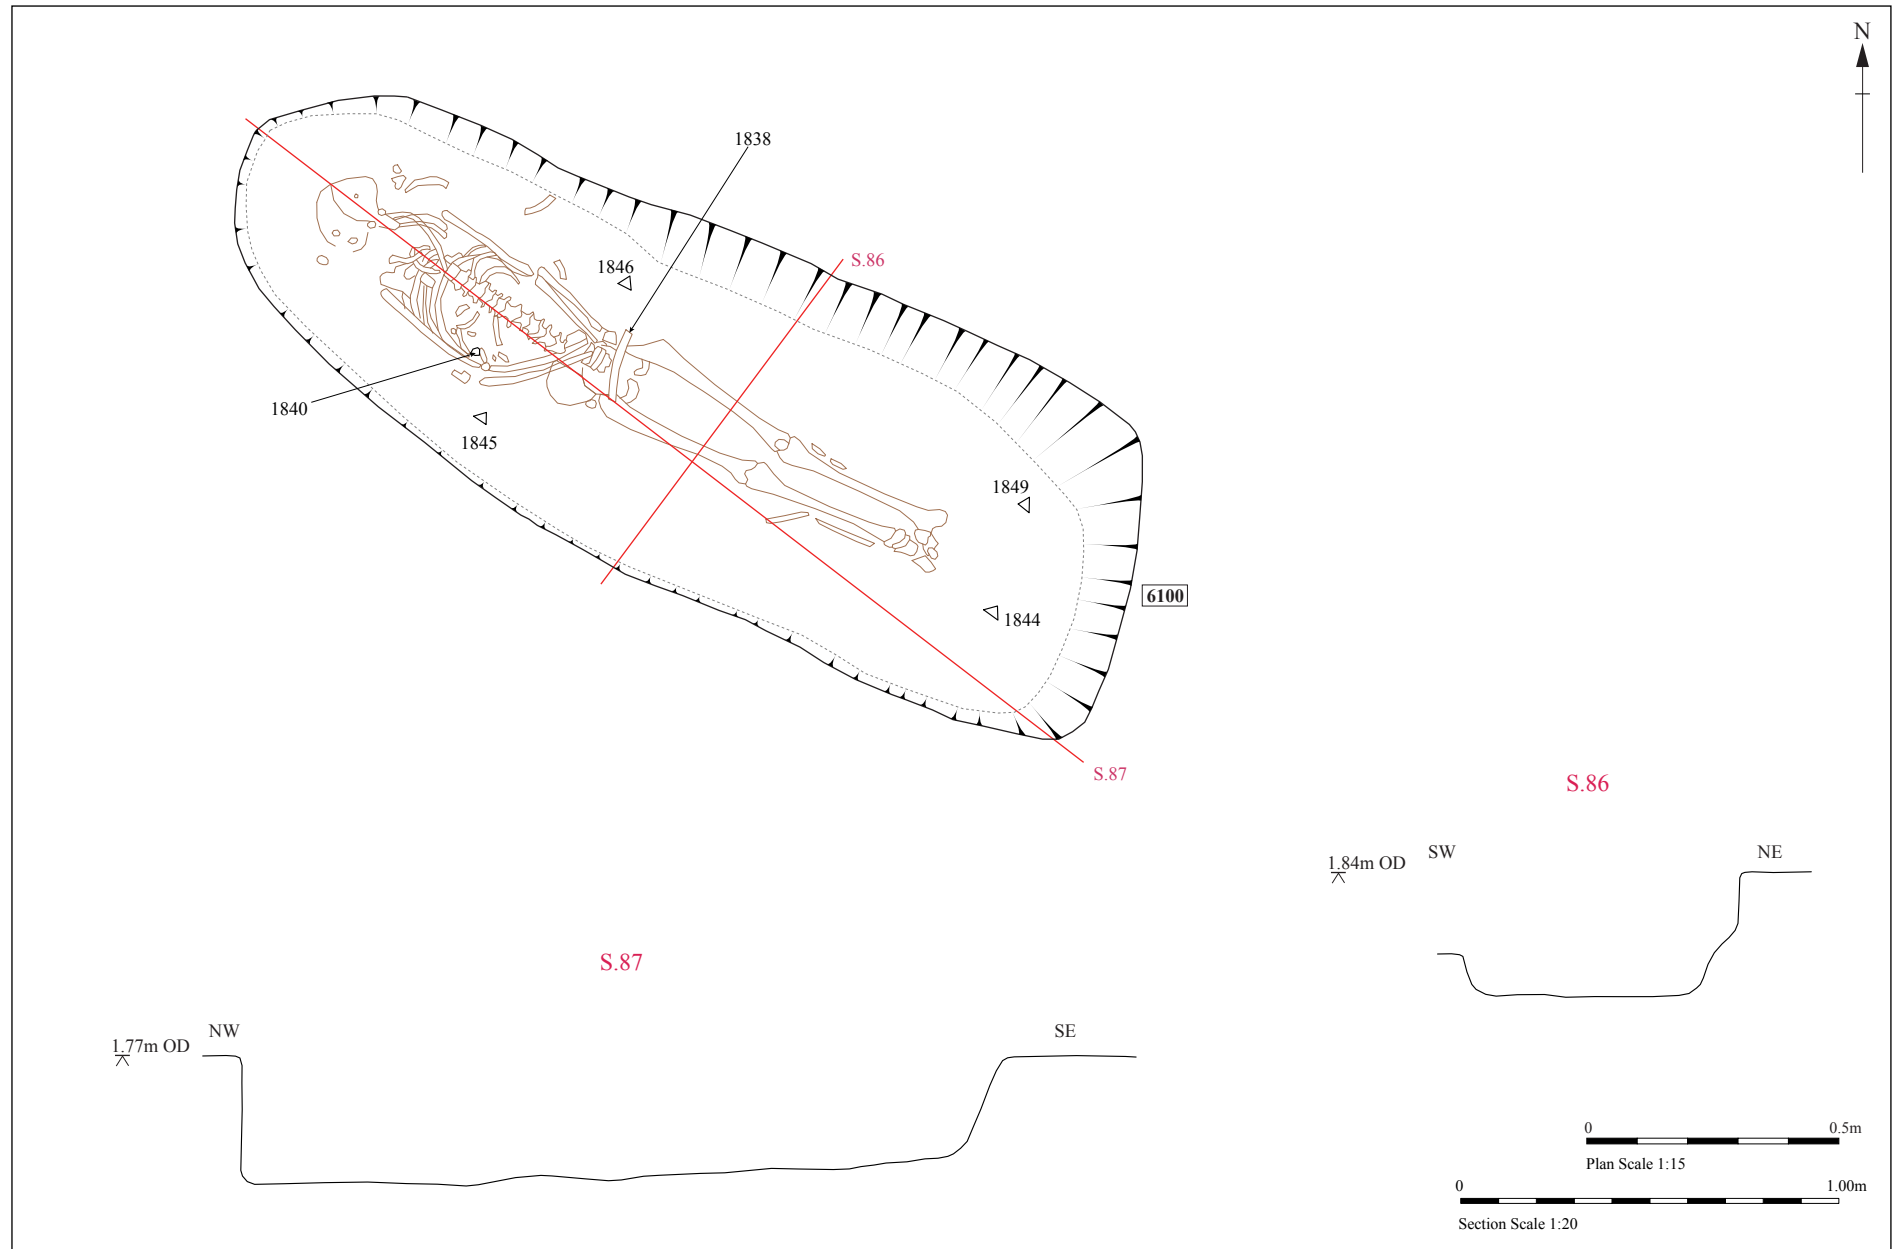 N
1838
S.86
1846
1840
1845
1849
6100
1844
S.87
S.86
1.84m OD
SW
NE
S.87
1.77m OD
NW
SE
0
0.5m
Plan Scale 1:15
0
1.00m
Section Scale 1:20